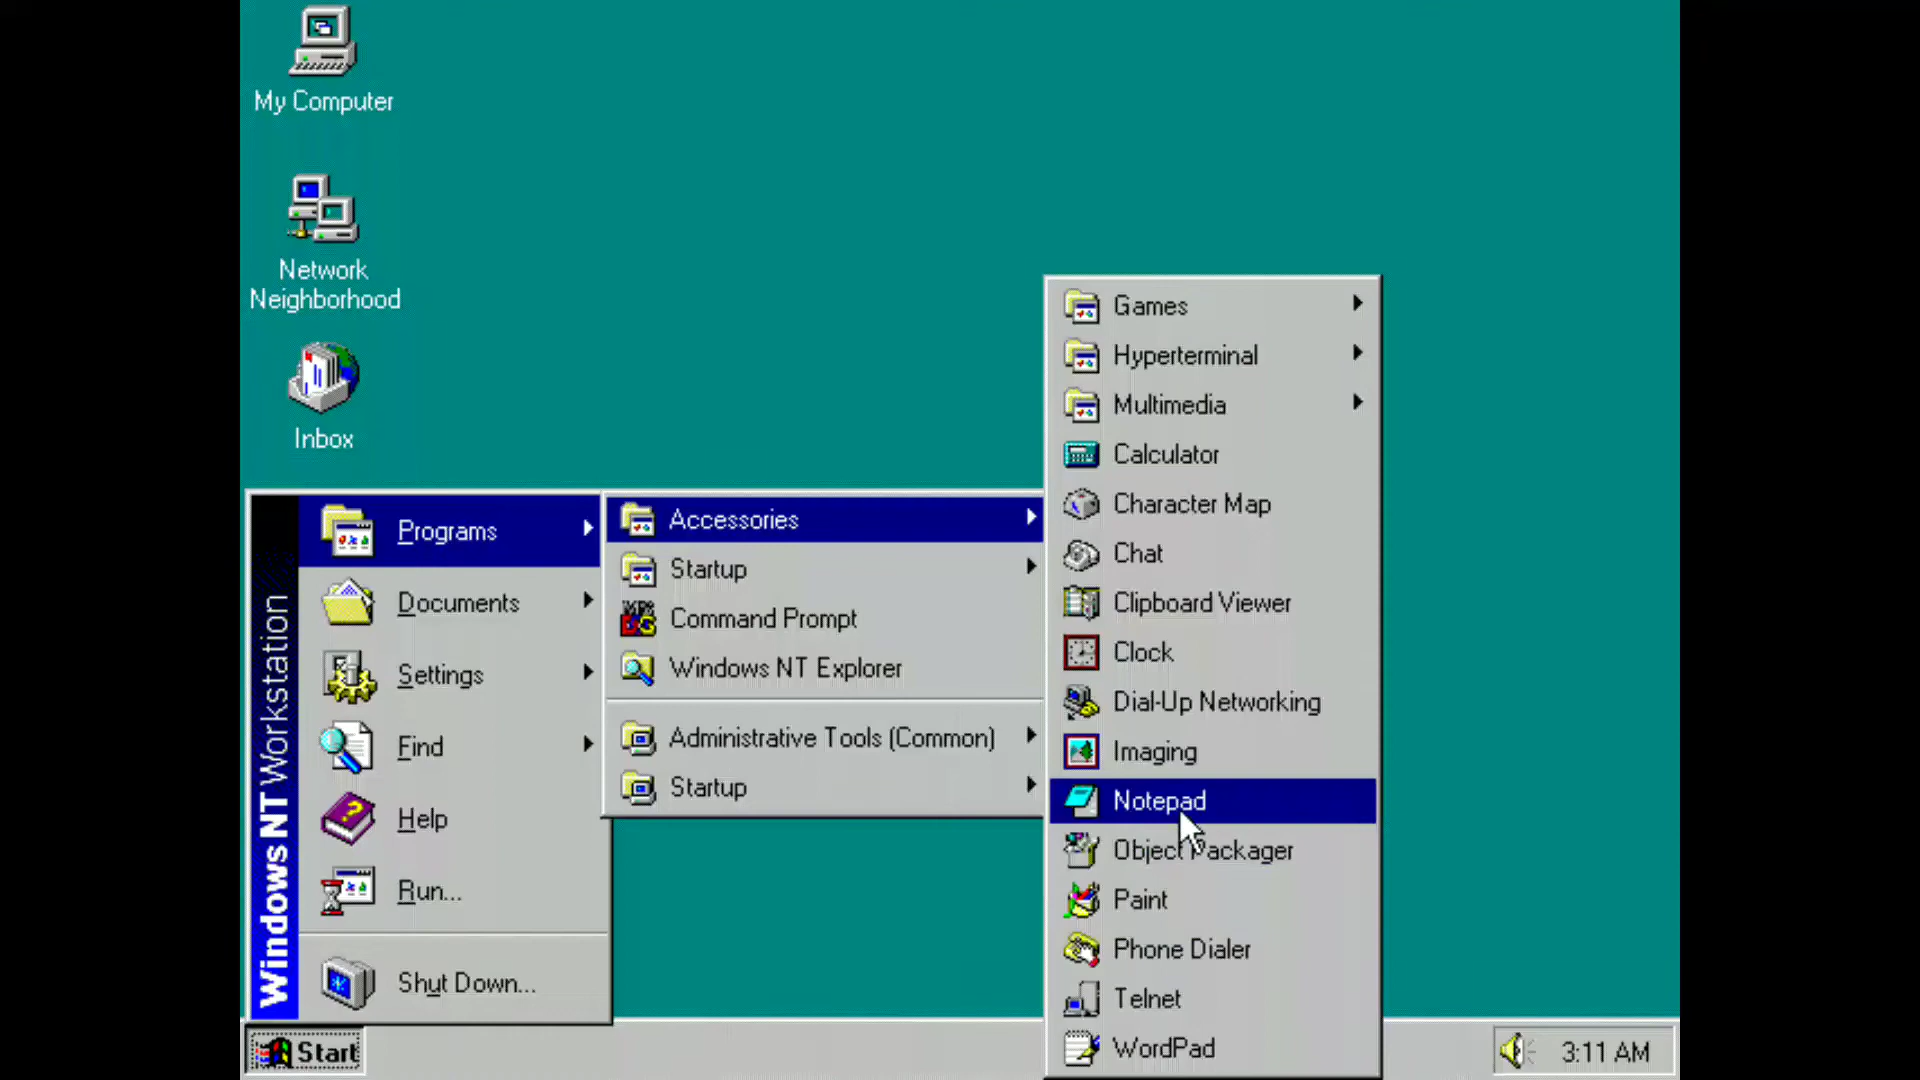 My Computer
Network
Neighborhood
Inbox
Windows NT Workstation
Programs
Documents
Settings
Find
Help
Run...
Shut Down...
Accessories
Startup
Command Prompt
Windows NT Explorer
Administrative Tools (Common)
Startup
Games
Hyperterminal
Multimedia
Calculator
Character Map
Chat
Clipboard Viewer
Clock
Dial-Up Networking
Imaging
Notepad
Object Packager
Paint
Phone Dialer
Telnet
WordPad
Start
3:11 AM